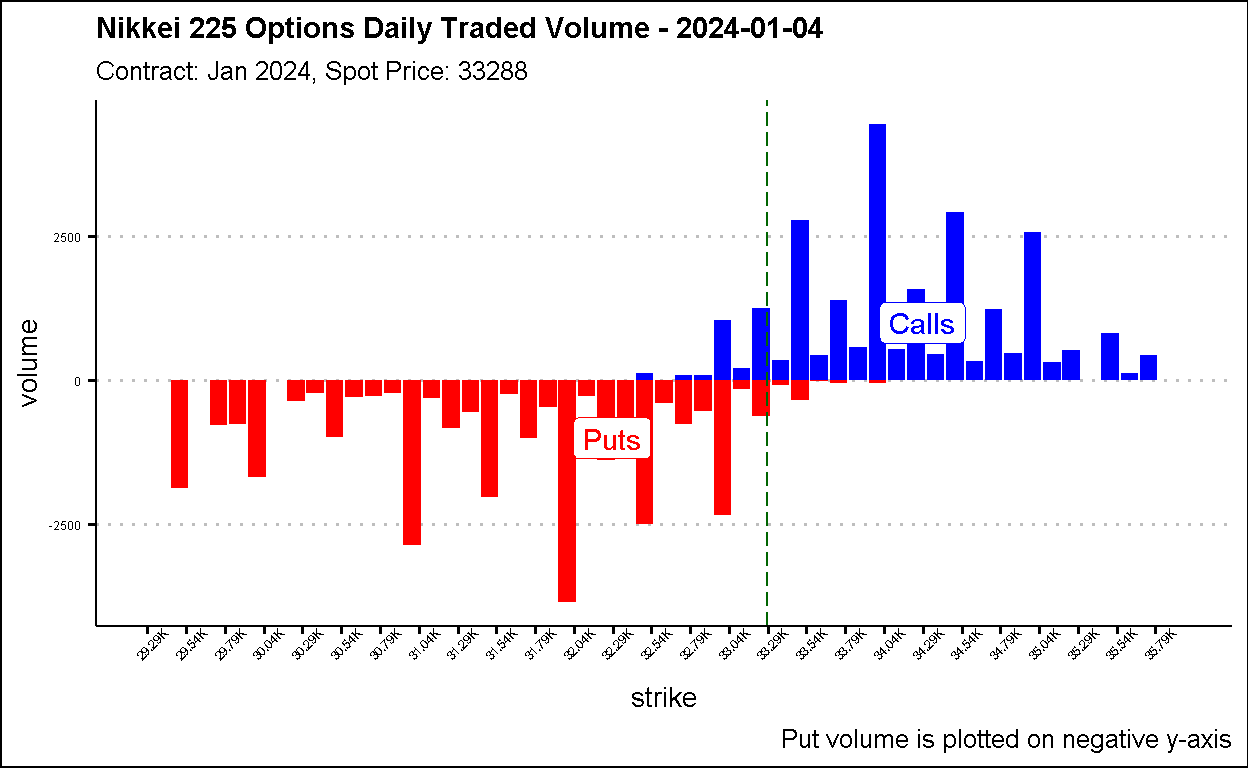 Nikkei 225 Options Daily Traded Volume - 2024-01-04
Contract: Jan 2024, Spot Price: 33288
volume
2500
0
-2500
Calls
Puts
29.29K 29.54K 29.79K 30.04K 30.29K 30.54K 30.79K 31.04K 31.29K 31.54K 31.79K 32.04K 32.29K 32.54K 32.79K 33.04K 33.29K 33.54K 33.79K 34.04K 34.29K 34.54K 34.79K 35.04K 35.29K 35.54K 35.79K
strike
Put volume is plotted on negative y-axis